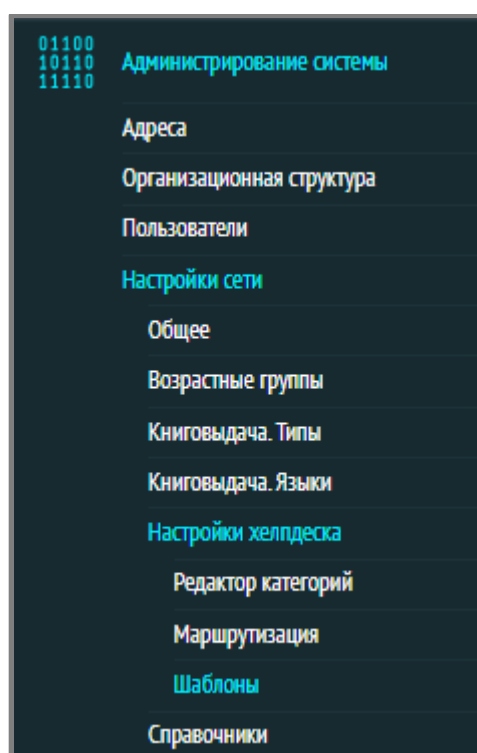 01100
10110
11110
Администрирование системы
Адреса
Организационная структура
Пользователи
Настройки сети
Общее
Возрастные группы
Книговыдача. Типы
Книговыдача. Языки
Настройки хелпдеска
Редактор категорий
Маршрутизация
Шаблоны
Справочники